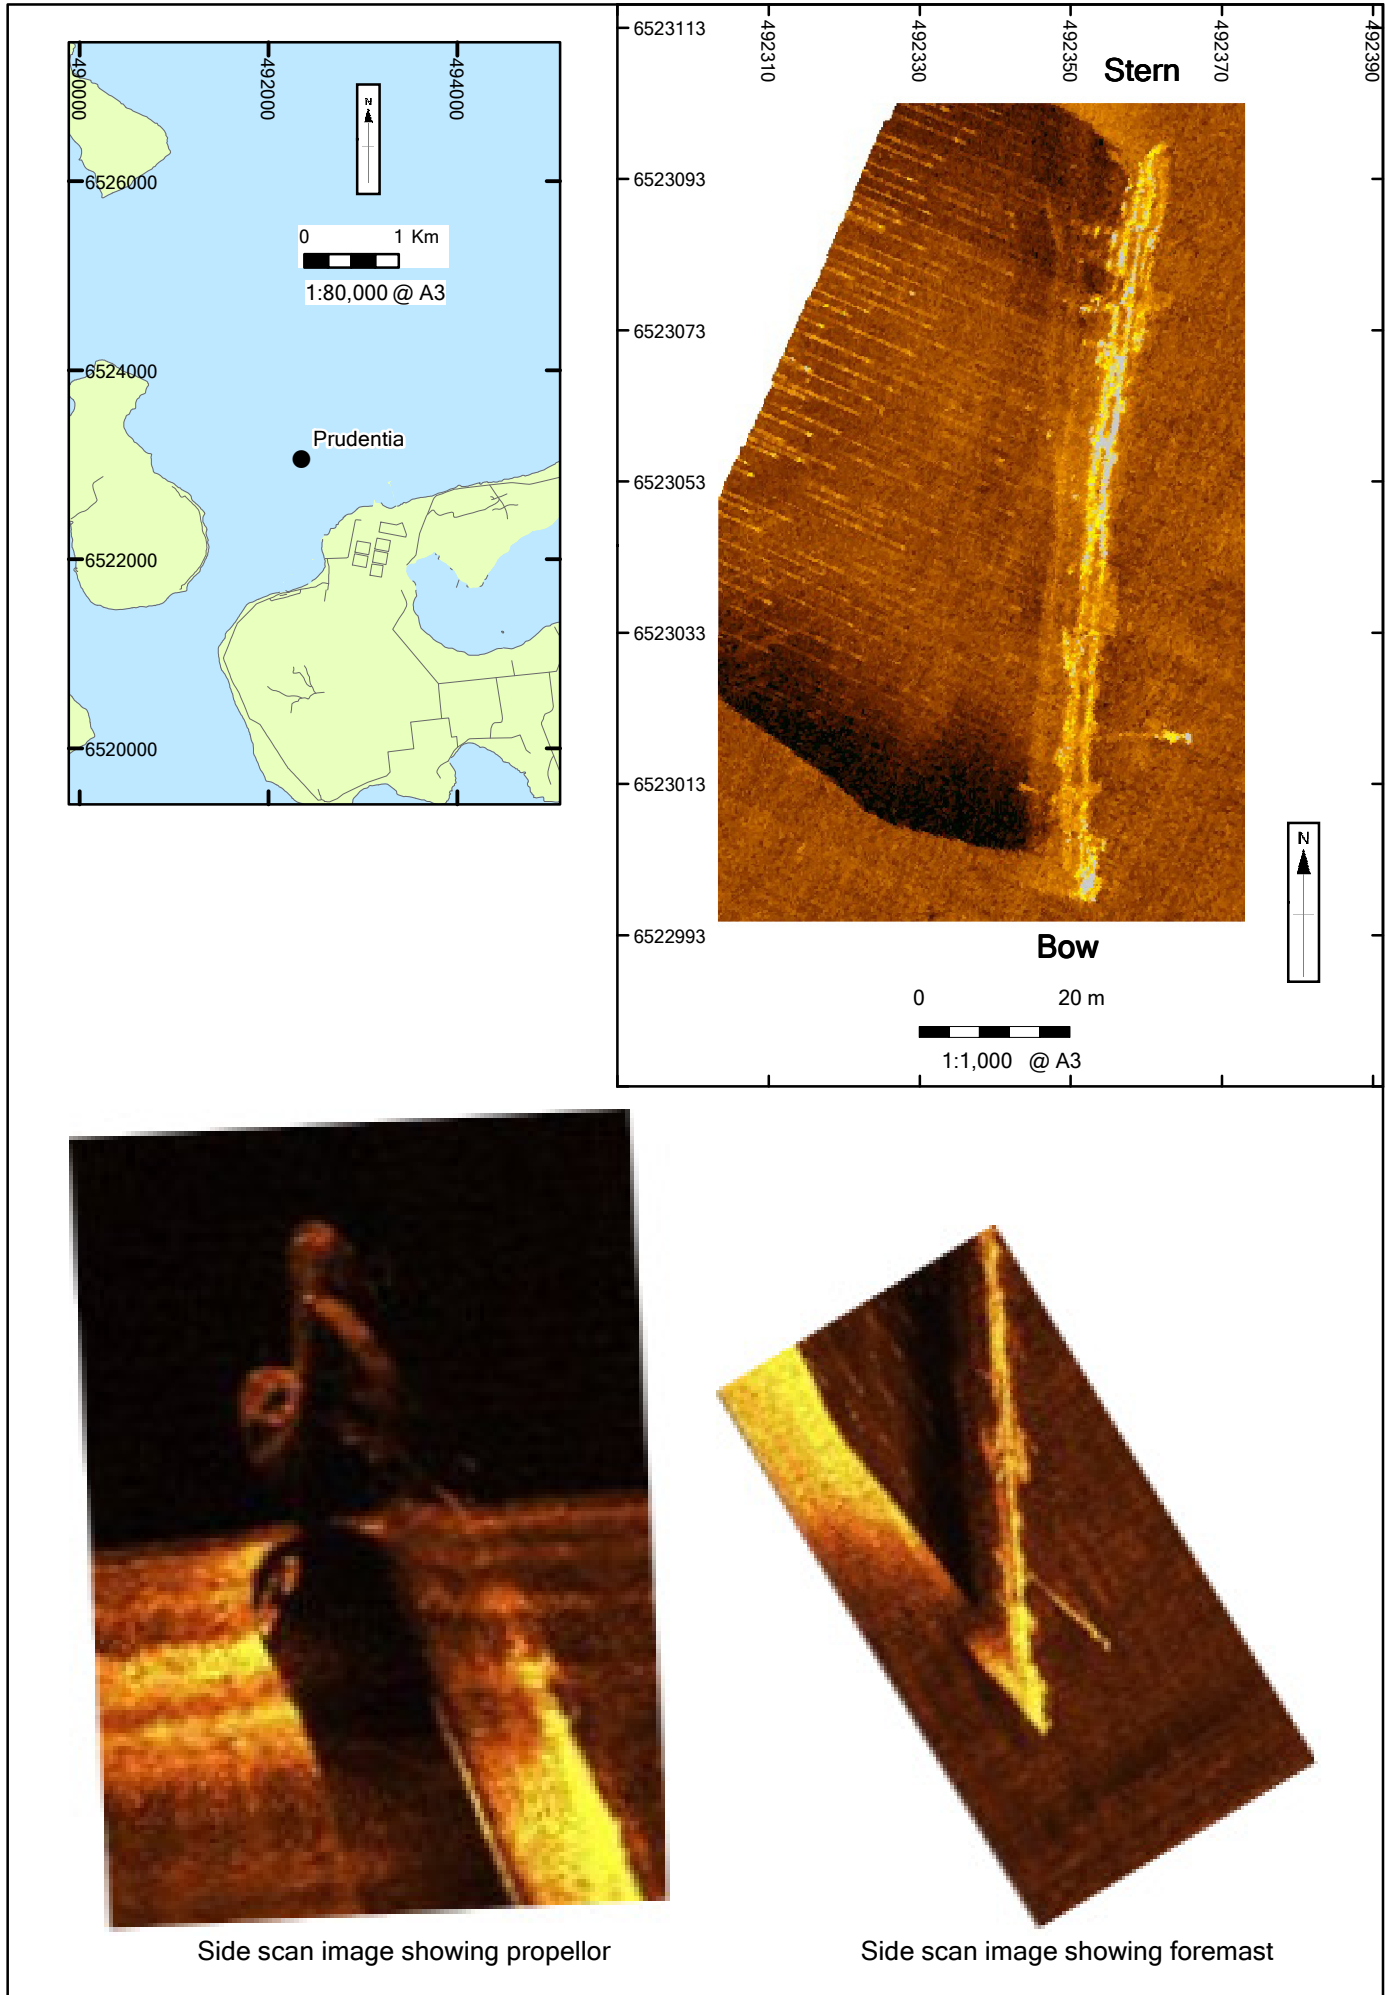 490000
492000
494000
N
6526000
0 1 Km
1:80,000 @ A3
6524000
Prudentia
6522000
6520000
492310
492330
492350
492370
492390
6523113
Stern
6523093
6523073
6523053
6523033
6523013
6522993
N
Bow
0 20 m
1:1,000 @ A3
Side scan image showing propellor
Side scan image showing foremast